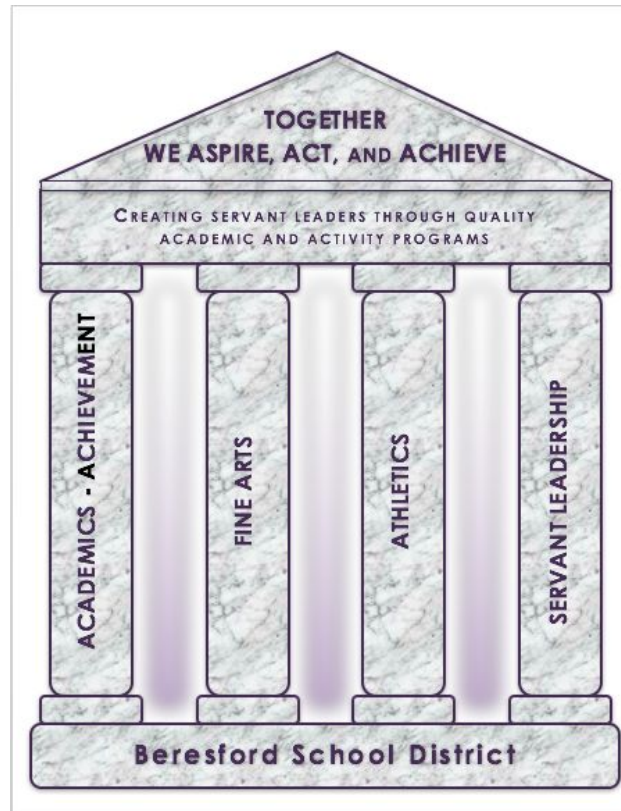 TOGETHER
WE ASPIRE, ACT, AND ACHIEVE
CREATING SERVANT LEADERS THROUGH QUALITY
ACADEMIC AND ACTIVITY PROGRAMS
ACADEMICS - ACHIEVEMENT
FINE ARTS
ATHLETICS
SERVANT LEADERSHIP
Beresford School District